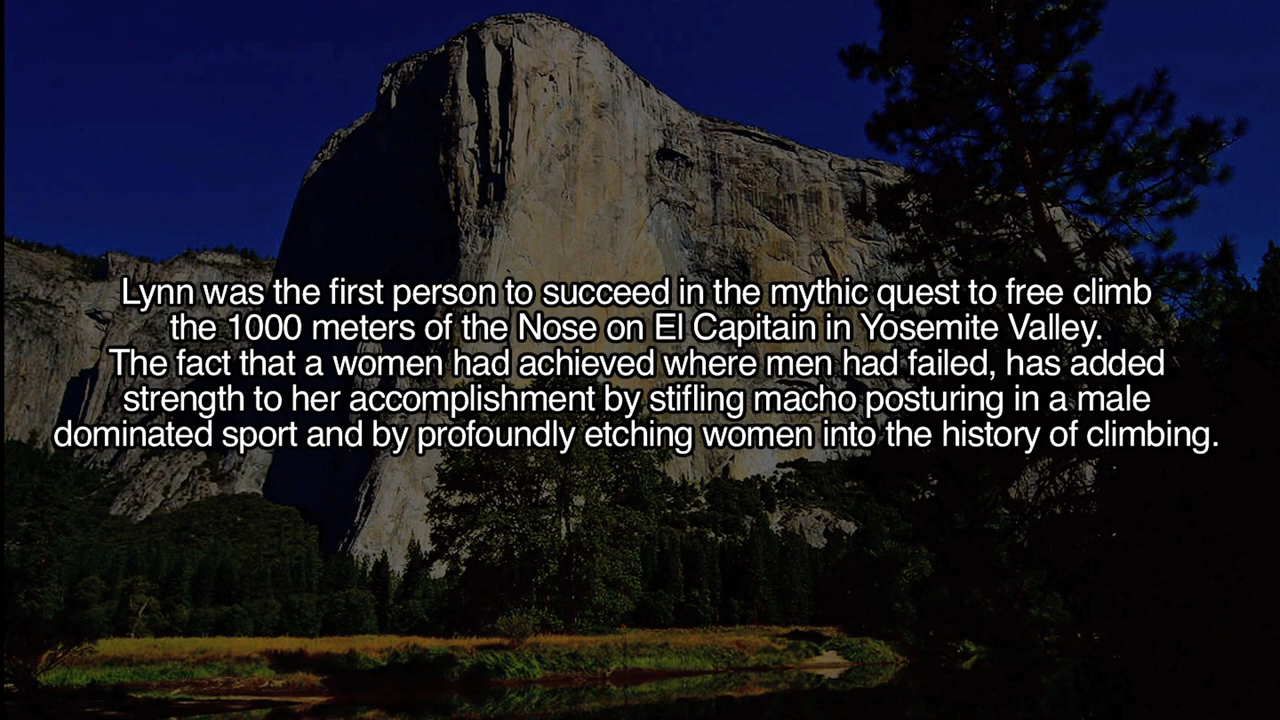 Lynn was the first person to succeed in the mythic quest to free climb
the 1000 meters of the Nose on El Capitain in Yosemite Valley.
The fact that a women had achieved where men had failed, has added
strength to her accomplishment by stifling macho posturing in a male
dominated sport and by profoundly etching women into the history of climbing.